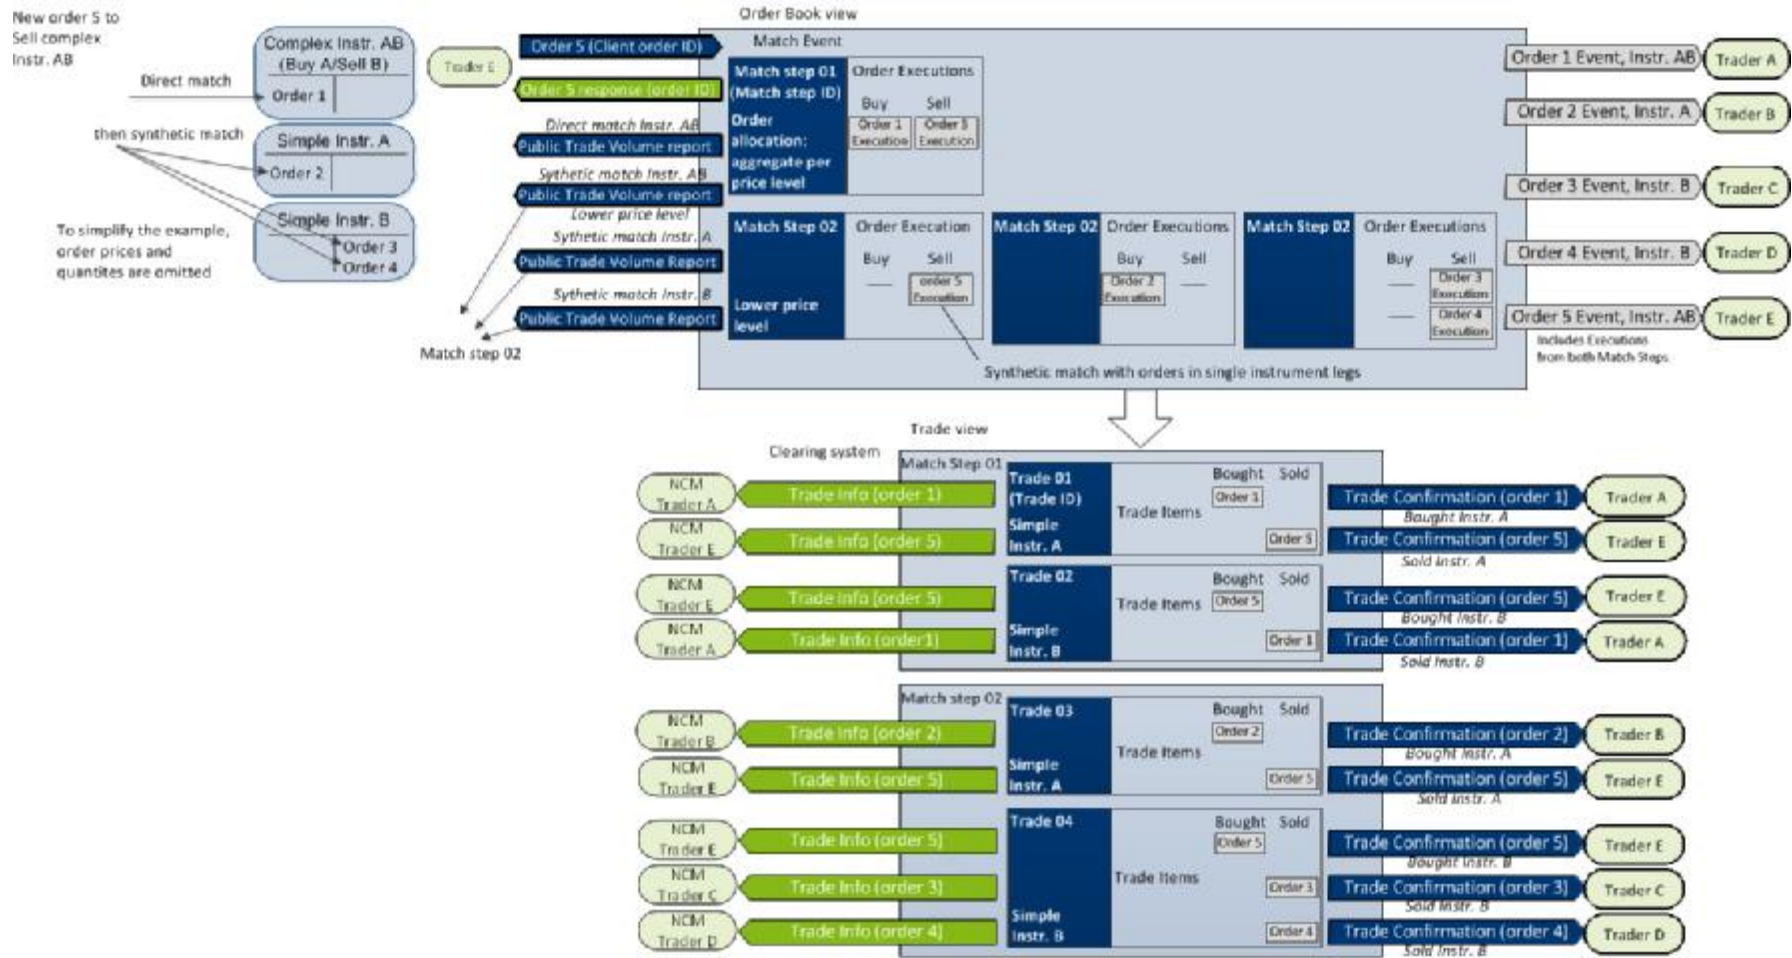 New order 5 to
Sell complex
Instr. AB
Direct match
then synthetic match
To simplify the example,
order prices and
quantites are omitted
Complex Instr. AB
(Buy A/Sell B)
Order 1
Simple Instr. A
Order 2
Simple Instr. B
Order 3
Order 4
Trader E
Order 5 (Client order ID)
Order 5 response (order ID)
Direct match Instr. AB
Public Trade Volume report
Sythetic match Instr. AB
Public Trade Volume report
Lower price level
Sythetic match Instr. A
Public Trade Volume Report
Sythetic match Instr. B
Public Trade Volume Report
Match step 02
Order Book view
Match Event
Match step 01
(Match step ID)
Order
allocation:
aggregate per
price level
Order Executions
Buy Sell
Order 1
Execution
Order 5
Execution
Match Step 02
Lower price
level
Order Execution
Buy Sell
order 5
Execution
Match Step 02
Order Executions
Buy Sell
Order 2
Execution
Match Step 02
Order Executions
Buy Sell
Order 3
Execution
Order 4
Execution
Synthetic match with orders in single instrument legs
Order 1 Event, Instr. AB
Trader A
Order 2 Event, Instr. A
Trader B
Order 3 Event, Instr. B
Trader C
Order 4 Event, Instr. B
Trader D
Order 5 Event, Instr. AB
Trader E
Includes Executions
from both Match Steps
Trade view
Clearing system
Match Step 01
NCM
Trader A
Trade Info (order 1)
NCM
Trader E
Trade Info (order 5)
Trade 01
(Trade ID)
Simple
Instr. A
Trade Items
Bought Sold
Order 1
Order 5
Trade Confirmation (order 1)
Trader A
Bought Instr. A
Trade Confirmation (order 5)
Trader E
Sold Instr. A
NCM
Trader E
Trade Info (order 5)
NCM
Trader A
Trade Info (order1)
Trade 02
Simple
Instr. B
Trade Items
Bought Sold
Order 5
Order 1
Trade Confirmation (order 5)
Trader E
Bought Instr. B
Trade Confirmation (order 1)
Trader A
Sold Instr. B
Match step 02
NCM
Trader B
Trade Info (order 2)
NCM
Trader E
Trade Info (order 5)
Trade 03
Simple
Instr. A
Trade Items
Bought Sold
Order 2
Order 5
Trade Confirmation (order 2)
Trader B
Bought Instr. A
Trade Confirmation (order 5)
Trader E
Sold Instr. A
NCM
Trader E
Trade Info (order 5)
NCM
Trader C
Trade Info (order 3)
NCM
Trader D
Trade Info (order 4)
Trade 04
Simple
Instr. B
Trade Items
Bought Sold
Order 5
Order 3
Order 4
Trade Confirmation (order 5)
Trader E
Bought Instr. B
Trade Confirmation (order 3)
Trader C
Sold Instr. B
Trade Confirmation (order 4)
Trader D
Sold Instr. B